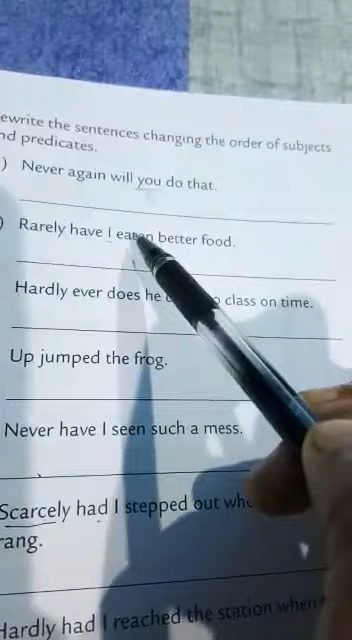 ewrite the sentences changing the order of subjects
nd predicates.
) Never again will you do that.
) Rarely have I eaten better food.
Hardly ever does he class on time.
Up jumped the frog.
Never have I seen such a mess.
Scarcely had I stepped out
rang.
Hardly had I reached the station when